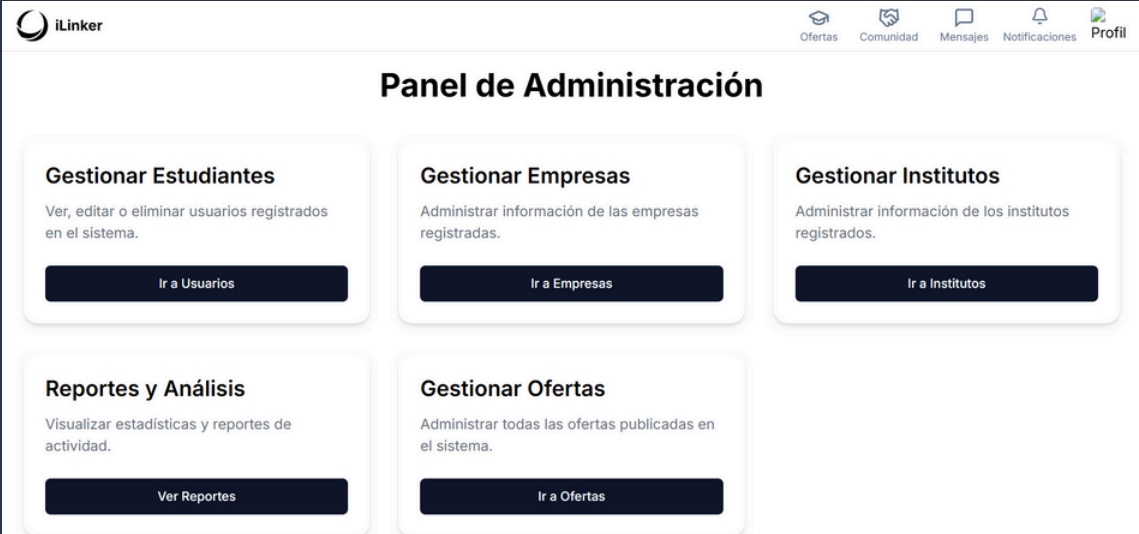 iLinker
Ofertas
Comunidad
Mensajes
Notificaciones
Profil
Panel de Administración
Gestionar Estudiantes
Ver, editar o eliminar usuarios registrados
en el sistema.
Ir a Usuarios
Gestionar Empresas
Administrar información de las empresas
registradas.
Ir a Empresas
Gestionar Institutos
Administrar información de los institutos
registrados.
Ir a Institutos
Reportes y Análisis
Visualizar estadísticas y reportes de
actividad.
Ver Reportes
Gestionar Ofertas
Administrar todas las ofertas publicadas en
el sistema.
Ir a Ofertas